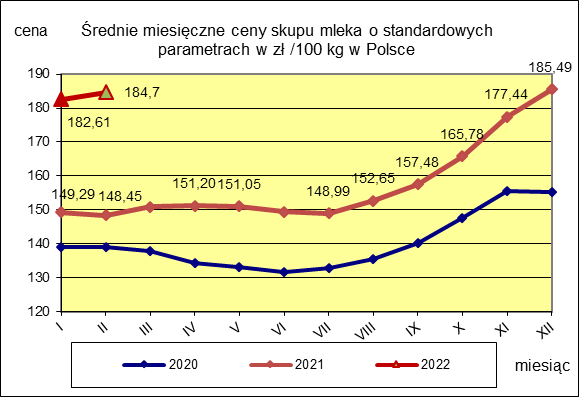 cena
Średnie miesięczne ceny skupu mleka o standardowych
parametrach w zł /100 kg w Polsce
190
180
170
160
150
140
130
120
182,61
184,7
149,29
148,45
151,20
151,05
148,99
152,65
157,48
165,78
177,44
185,49
I
II
III
IV
V
VI
VII
VIII
IX
X
XI
XII
2020
2021
2022
miesiąc